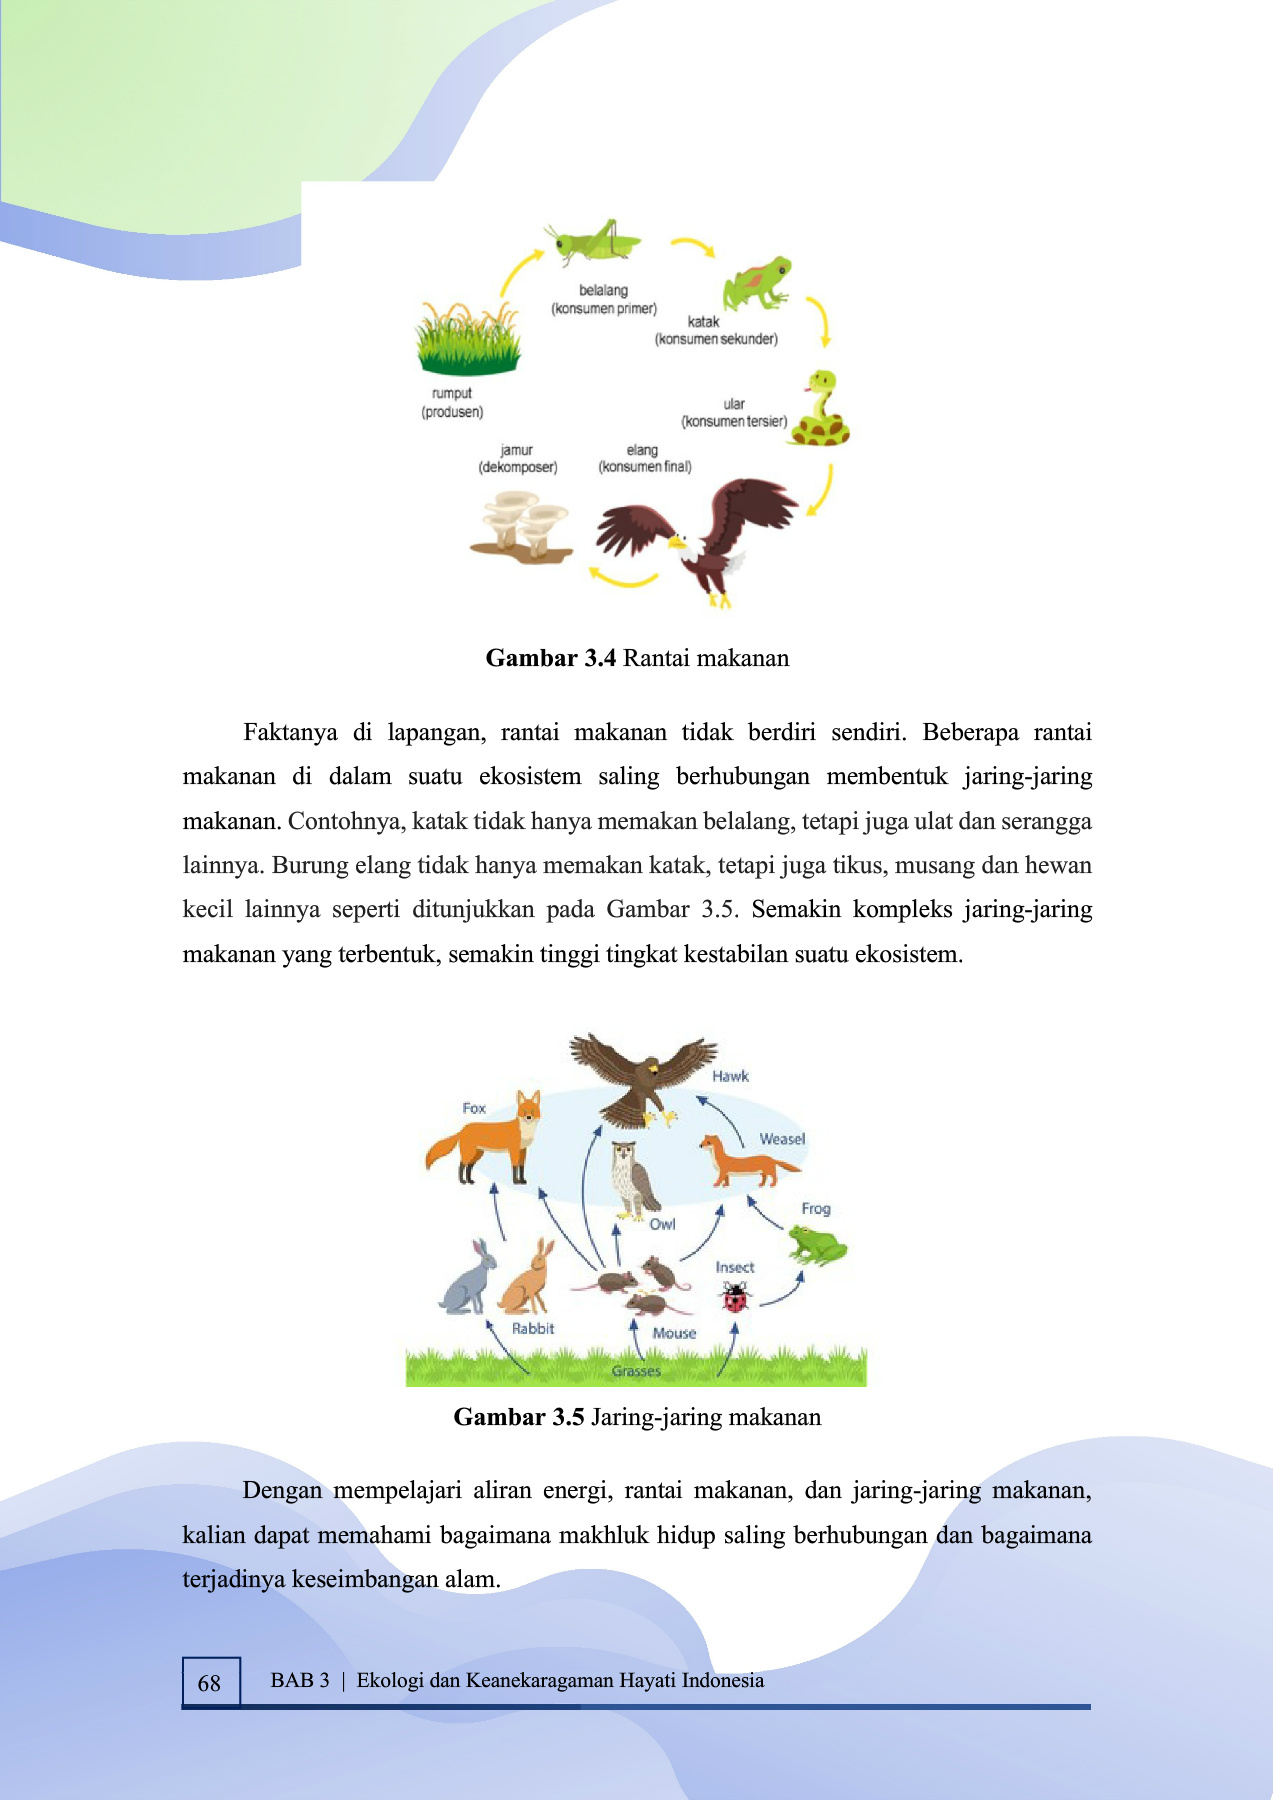 belalang
(konsumen primer)
katak
(konsumen sekunder)
rumput
(produsen)
ular
(konsumen tersier)
jamur
(dekomposer)
elang
(konsumen final)
Gambar 3.4 Rantai makanan
Faktanya di lapangan, rantai makanan tidak berdiri sendiri. Beberapa rantai
makanan di dalam suatu ekosistem saling berhubungan membentuk jaring-jaring
makanan. Contohnya, katak tidak hanya memakan belalang, tetapi juga ulat dan serangga
lainnya. Burung elang tidak hanya memakan katak, tetapi juga tikus, musang dan hewan
kecil lainnya seperti ditunjukkan pada Gambar 3.5. Semakin kompleks jaring-jaring
makanan yang terbentuk, semakin tinggi tingkat kestabilan suatu ekosistem.
Hawk
Fox
Weasel
Frog
Owl
Insect
Rabbit
Mouse
Grasses
Gambar 3.5 Jaring-jaring makanan
Dengan mempelajari aliran energi, rantai makanan, dan jaring-jaring makanan,
kalian dapat memahami bagaimana makhluk hidup saling berhubungan dan bagaimana
terjadinya keseimbangan alam.
68 BAB 3 | Ekologi dan Keanekaragaman Hayati Indonesia